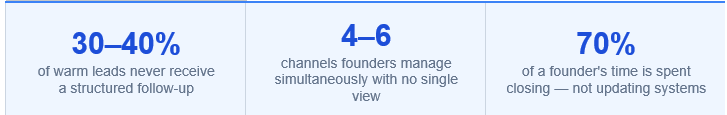 30–40%
of warm leads never receive
a structured follow-up
4–6
channels founders manage
simultaneously with no single
view
70%
of a founder's time is spent
closing — not updating systems